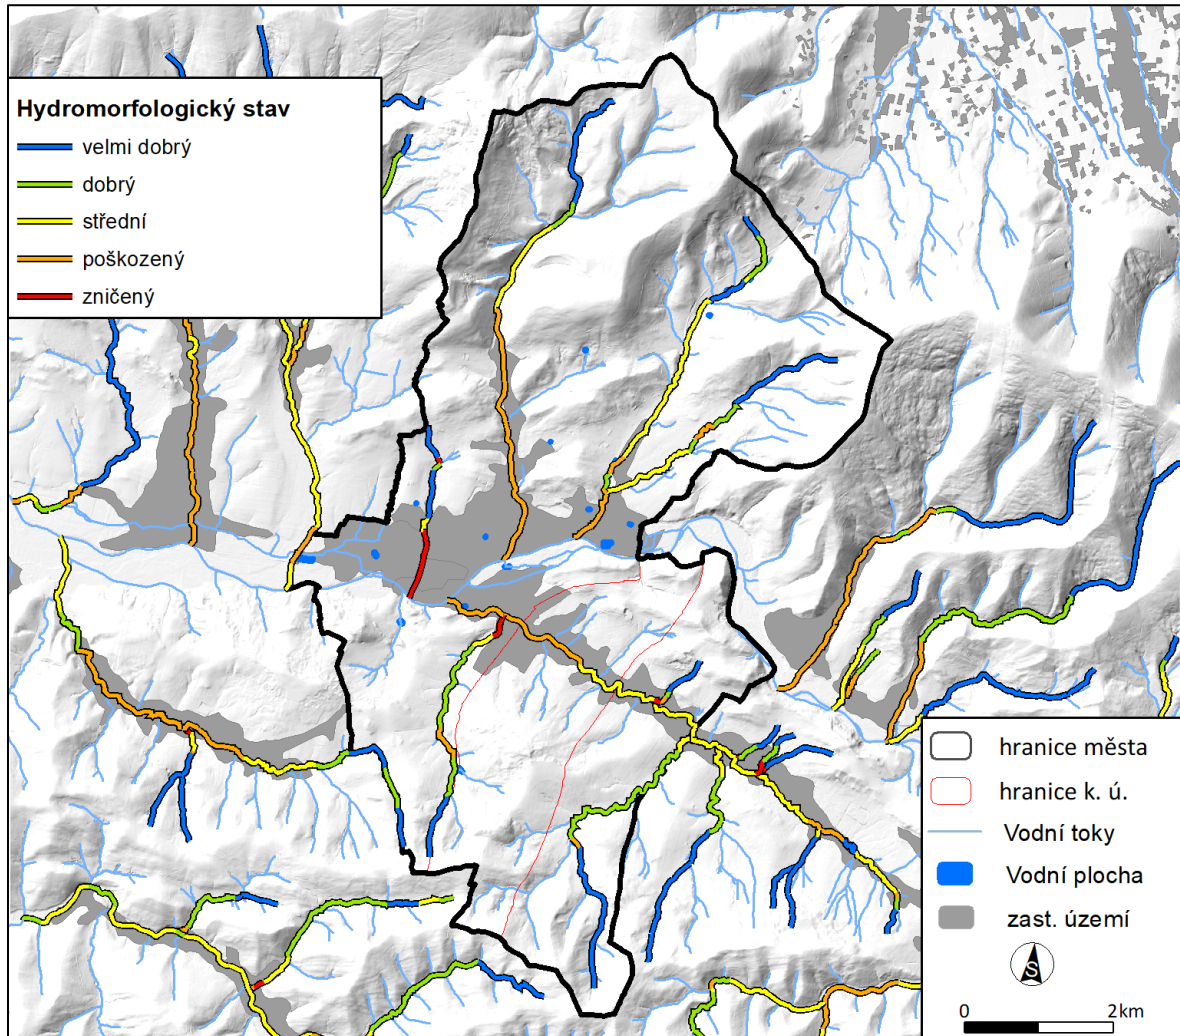 Hydromorfologický stav
velmi dobrý
dobrý
střední
poškozený
zničený
hranice města
hranice k. ú.
Vodní toky
Vodní plocha
zast. území
S
0 2km